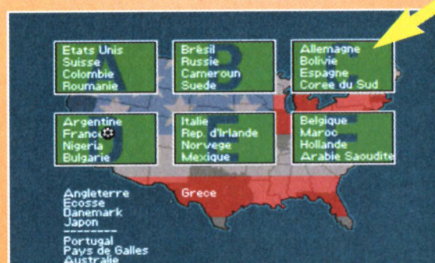 A
Etats Unis
Suisse
Colombie
Roumanie
B
Brésil
Russie
Cameroun
Suede
C
Allemagne
Bolivie
Espagne
Coree du Sud
D
Argentine
France
Nigeria
Bulgarie
E
Italie
Rep. d'Irlande
Norvege
Mexique
F
Belgique
Maroc
Hollande
Arabie Saoudite
Angleterre
Ecosse
Danemark
Japon
--------
Portugal
Pays de Galles
Australie
Grece